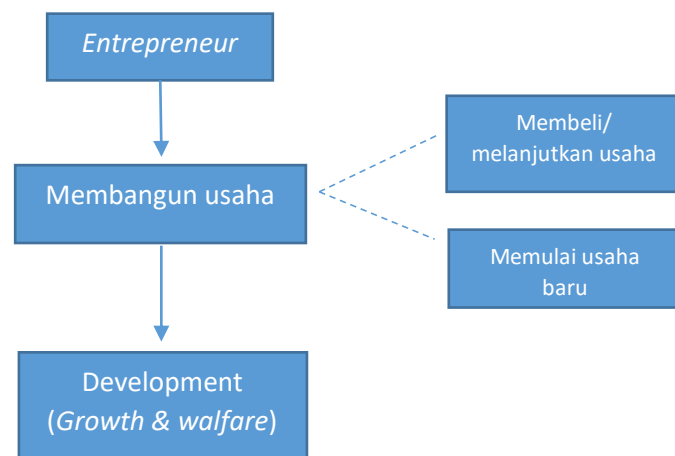 Entrepreneur
Membeli/
melanjutkan usaha
Membangun usaha
Memulai usaha
baru
Development
(Growth & walfare)